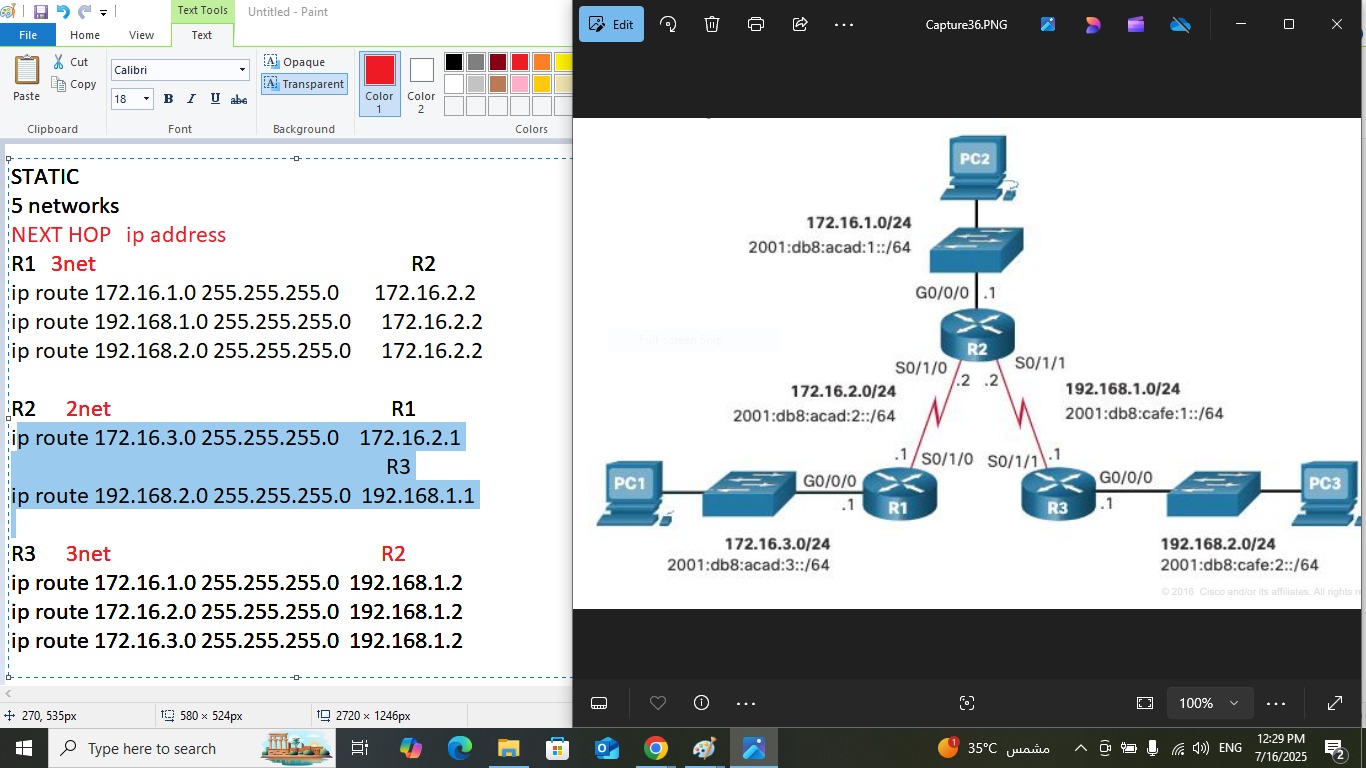 Text Tools
Untitled - Paint
File
Home
View
Text
Paste
Cut
Copy
Clipboard
Calibri
18
B I U abc
Font
Opaque
Transparent
Background
Color 1
Color 2
Colors
STATIC
5 networks
NEXT HOP ip address
R1 3net R2
ip route 172.16.1.0 255.255.255.0 172.16.2.2
ip route 192.168.1.0 255.255.255.0 172.16.2.2
ip route 192.168.2.0 255.255.255.0 172.16.2.2
R2 2net R1
ip route 172.16.3.0 255.255.255.0 172.16.2.1
R3
ip route 192.168.2.0 255.255.255.0 192.168.1.1
R3 3net R2
ip route 172.16.1.0 255.255.255.0 192.168.1.2
ip route 172.16.2.0 255.255.255.0 192.168.1.2
ip route 172.16.3.0 255.255.255.0 192.168.1.2
270, 535px
580 × 524px
2720 × 1246px
Edit
Capture36.PNG
PC2
172.16.1.0/24
2001:db8:acad:1::/64
G0/0/0 .1
R2
S0/1/0 S0/1/1
.2 .2
172.16.2.0/24
2001:db8:acad:2::/64
192.168.1.0/24
2001:db8:cafe:1::/64
.1 S0/1/0
S0/1/1 .1
PC1
G0/0/0
.1
R1
R3
G0/0/0
.1
PC3
172.16.3.0/24
2001:db8:acad:3::/64
192.168.2.0/24
2001:db8:cafe:2::/64
© 2016 Cisco and/or its affiliates. All rights
100%
Type here to search
1
35°C مشمس
ENG
12:29 PM
7/16/2025
2